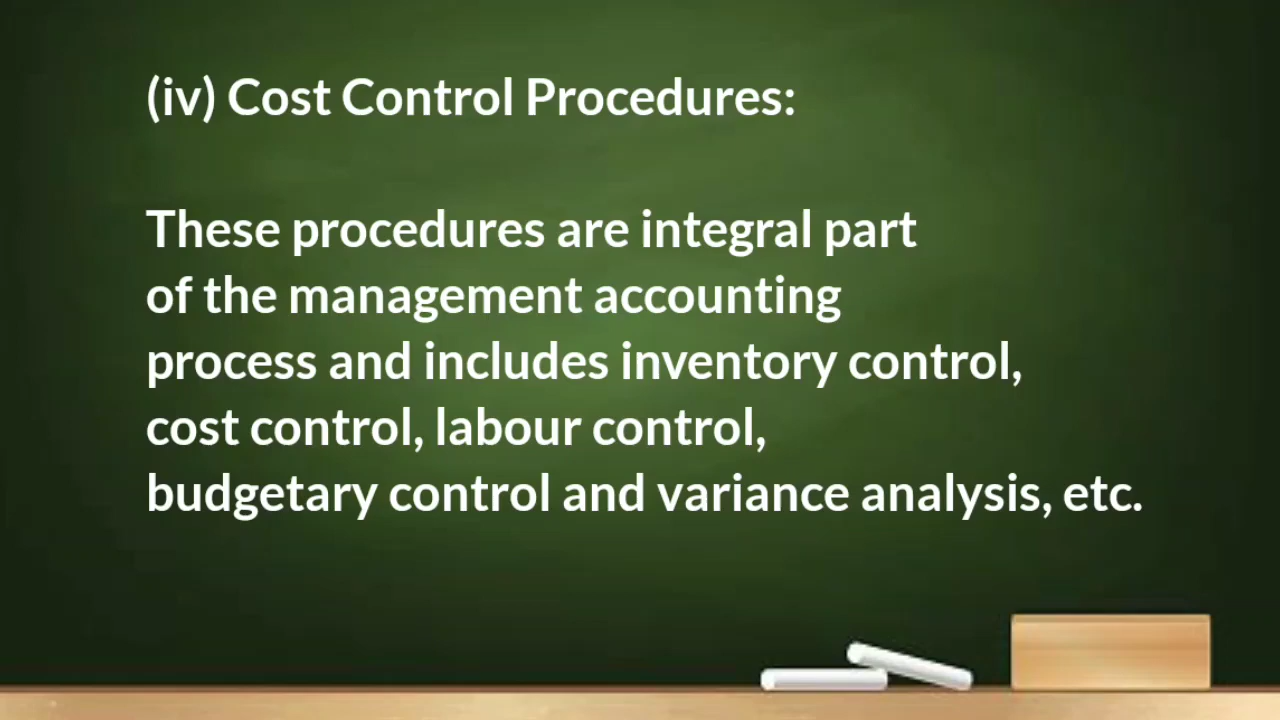 (iv) Cost Control Procedures:
These procedures are integral part
of the management accounting
process and includes inventory control,
cost control, labour control,
budgetary control and variance analysis, etc.